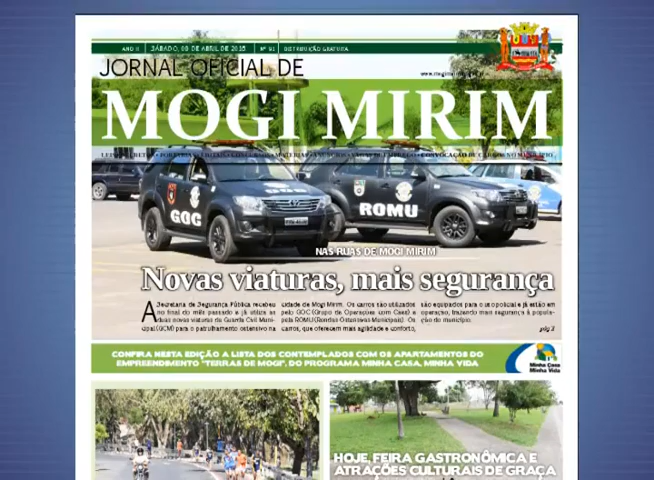 ANO II | SÁBADO, DE ABRIL DE | Nº | DISTRIBUIÇÃO GRATUITA
JORNAL OFICIAL DE
MOGI MIRIM
GOC
GOC
ROMU
NAS RUAS DE MOGI MIRIM
Novas viaturas, mais segurança
A Secretaria de Segurança Pública recebeu
no final do mês passado e já utiliza as
duas novas viaturas da Guarda Civil Muni-
cipal (GCM) para o patrulhamento ostensivo na
cidade de Mogi Mirim. Os carros são utilizados
pelo GOC (Grupo de Operações com Caes) e
pela ROMU (Rondas Ostensivas Municipais). Os
carros, que oferecem mais agilidade e conforto,
são equipados para o uso policial e já estão em
operação, trazendo mais segurança à popula-
ção do município.
pág 3
CONFIRA NESTA EDIÇÃO A LISTA DOS CONTEMPLADOS COM OS APARTAMENTOS DO
EMPREENDIMENTO "TERRAS DE MOGI", DO PROGRAMA MINHA CASA, MINHA VIDA
Minha Casa
Minha Vida
HOJE, FEIRA GASTRONÔMICA E
ATRAÇÕES CULTURAIS DE GRAÇA